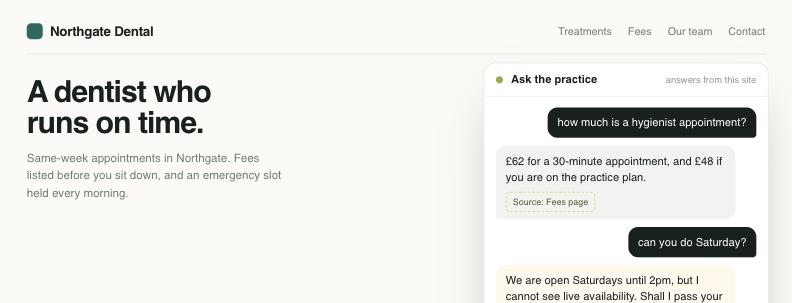 Northgate Dental
Treatments Fees Our team Contact
A dentist who
runs on time.
Same-week appointments in Northgate. Fees
listed before you sit down, and an emergency slot
held every morning.
Ask the practice
answers from this site
how much is a hygienist appointment?
£62 for a 30-minute appointment, and £48 if
you are on the practice plan.
Source: Fees page
can you do Saturday?
We are open Saturdays until 2pm, but I
cannot see live availability. Shall I pass your